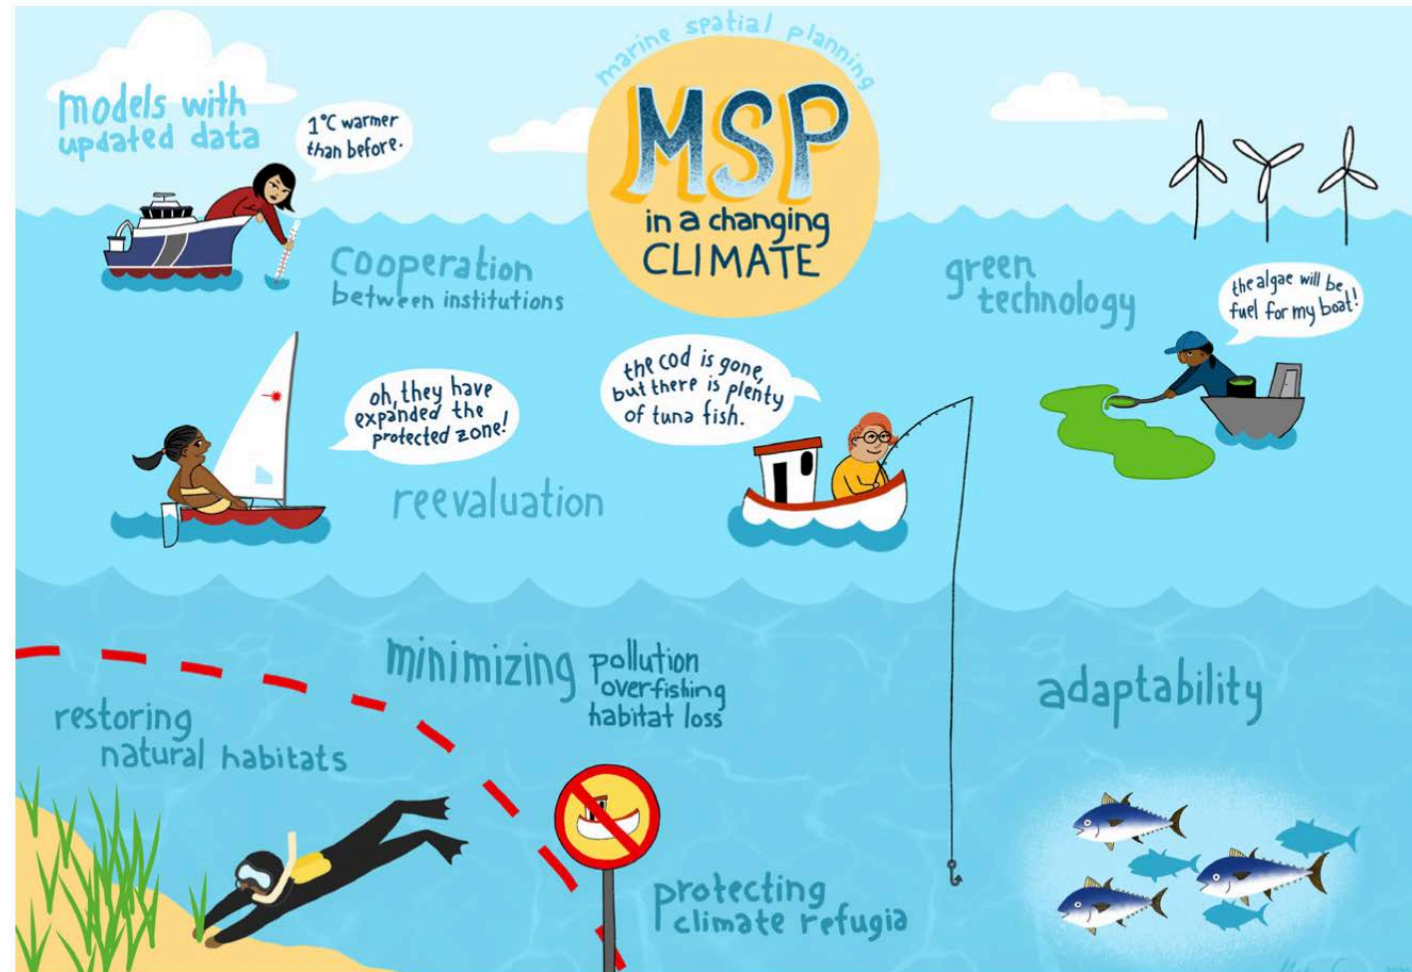 marine spatial planning
MSP
in a changing
CLIMATE
models with
updated data
1°C warmer
than before.
cooperation
between institutions
green
technology
the algae will be
fuel for my boat!
oh, they have
expanded the
protected zone!
the cod is gone,
but there is plenty
of tuna fish.
reevaluation
minimizing pollution
overfishing
habitat loss
adaptability
restoring
natural habitats
protecting
climate refugia